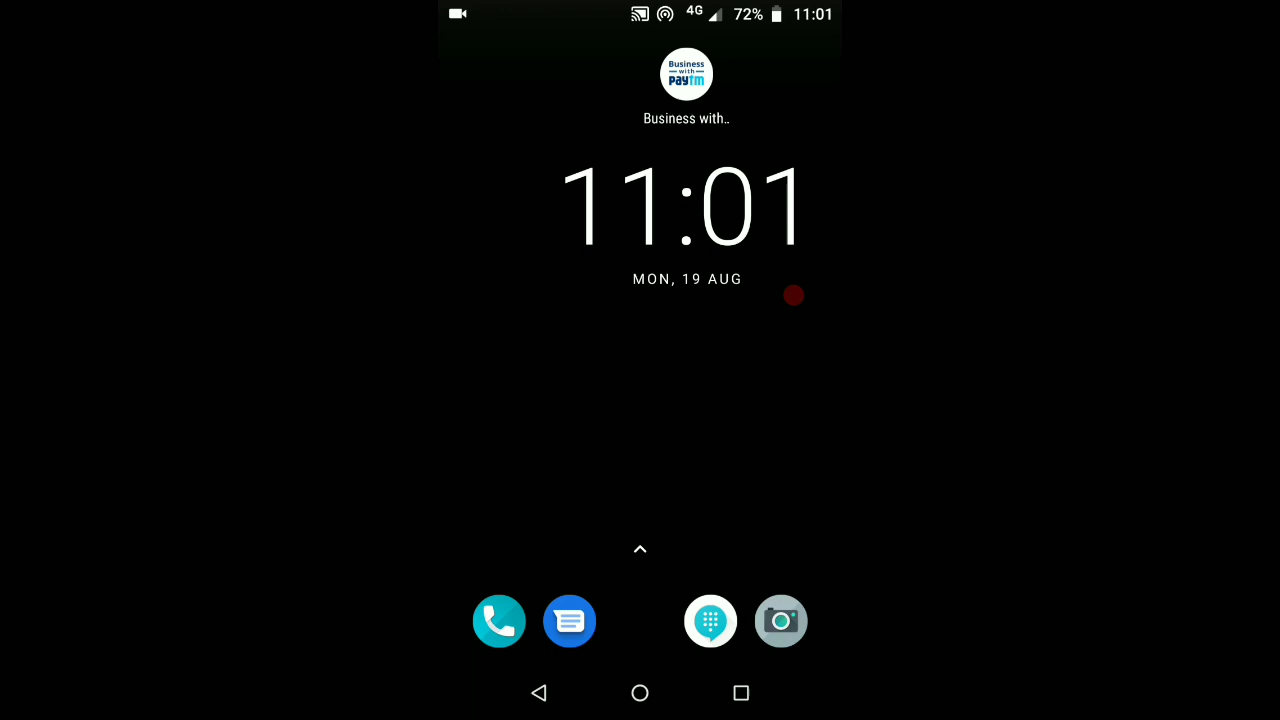 4G 72% 11:01
Business
with
paytm
Business with..
11:01
MON, 19 AUG